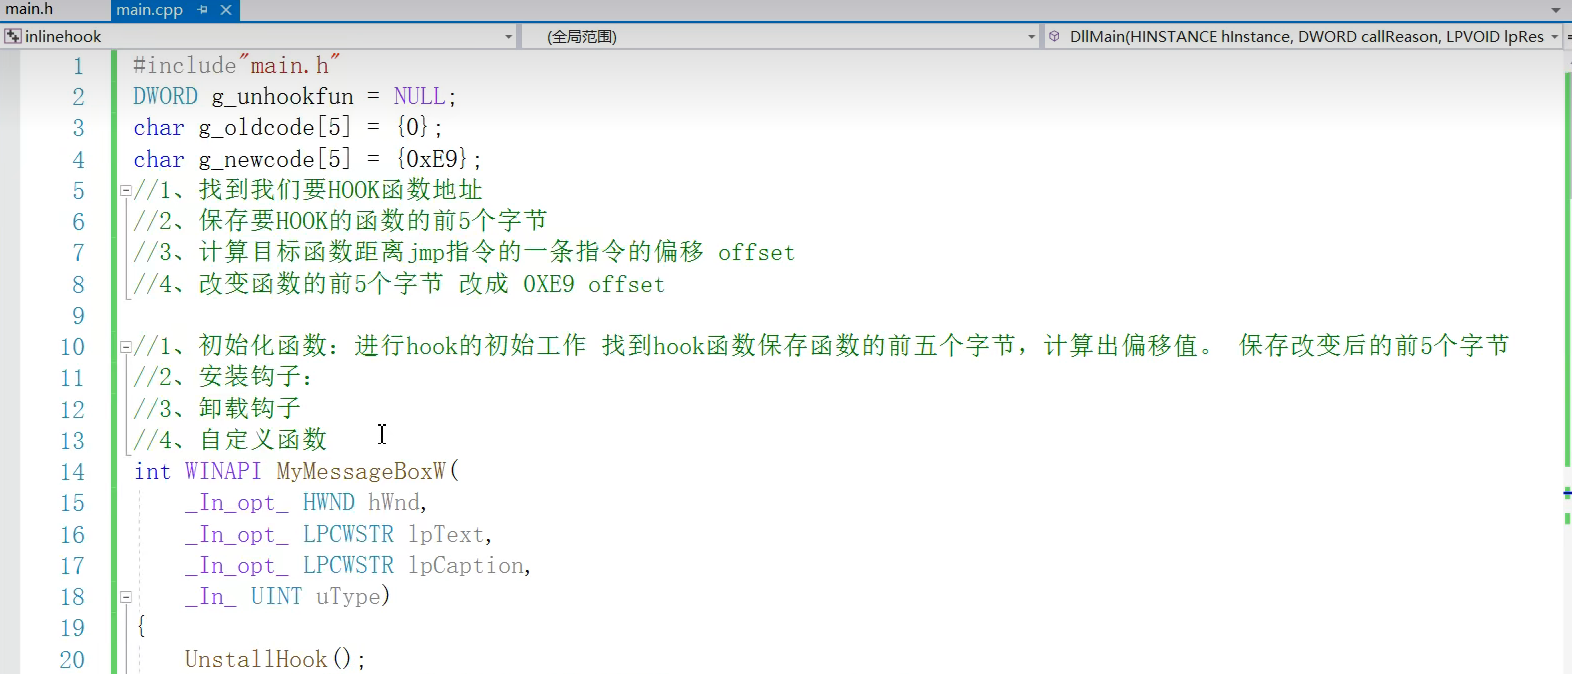 main.h
main.cpp
inlinehook
(全局范围)
DllMain(HINSTANCE hInstance, DWORD callReason, LPVOID lpRes
1 #include"main.h"
2 DWORD g_unhookfun = NULL;
3 char g_oldcode[5] = {0};
4 char g_newcode[5] = {0xE9};
5 //1、找到我们要HOOK函数地址
6 //2、保存要HOOK的函数的前5个字节
7 //3、计算目标函数距离jmp指令的一条指令的偏移 offset
8 //4、改变函数的前5个字节 改成 0XE9 offset
9
10 //1、初始化函数：进行hook的初始工作 找到hook函数保存函数的前五个字节，计算出偏移值。 保存改变后的前5个字节
11 //2、安装钩子：
12 //3、卸载钩子
13 //4、自定义函数
14 int WINAPI MyMessageBoxW(
15 _In_opt_ HWND hWnd,
16 _In_opt_ LPCWSTR lpText,
17 _In_opt_ LPCWSTR lpCaption,
18 _In_ UINT uType)
19 {
20 UnstallHook();